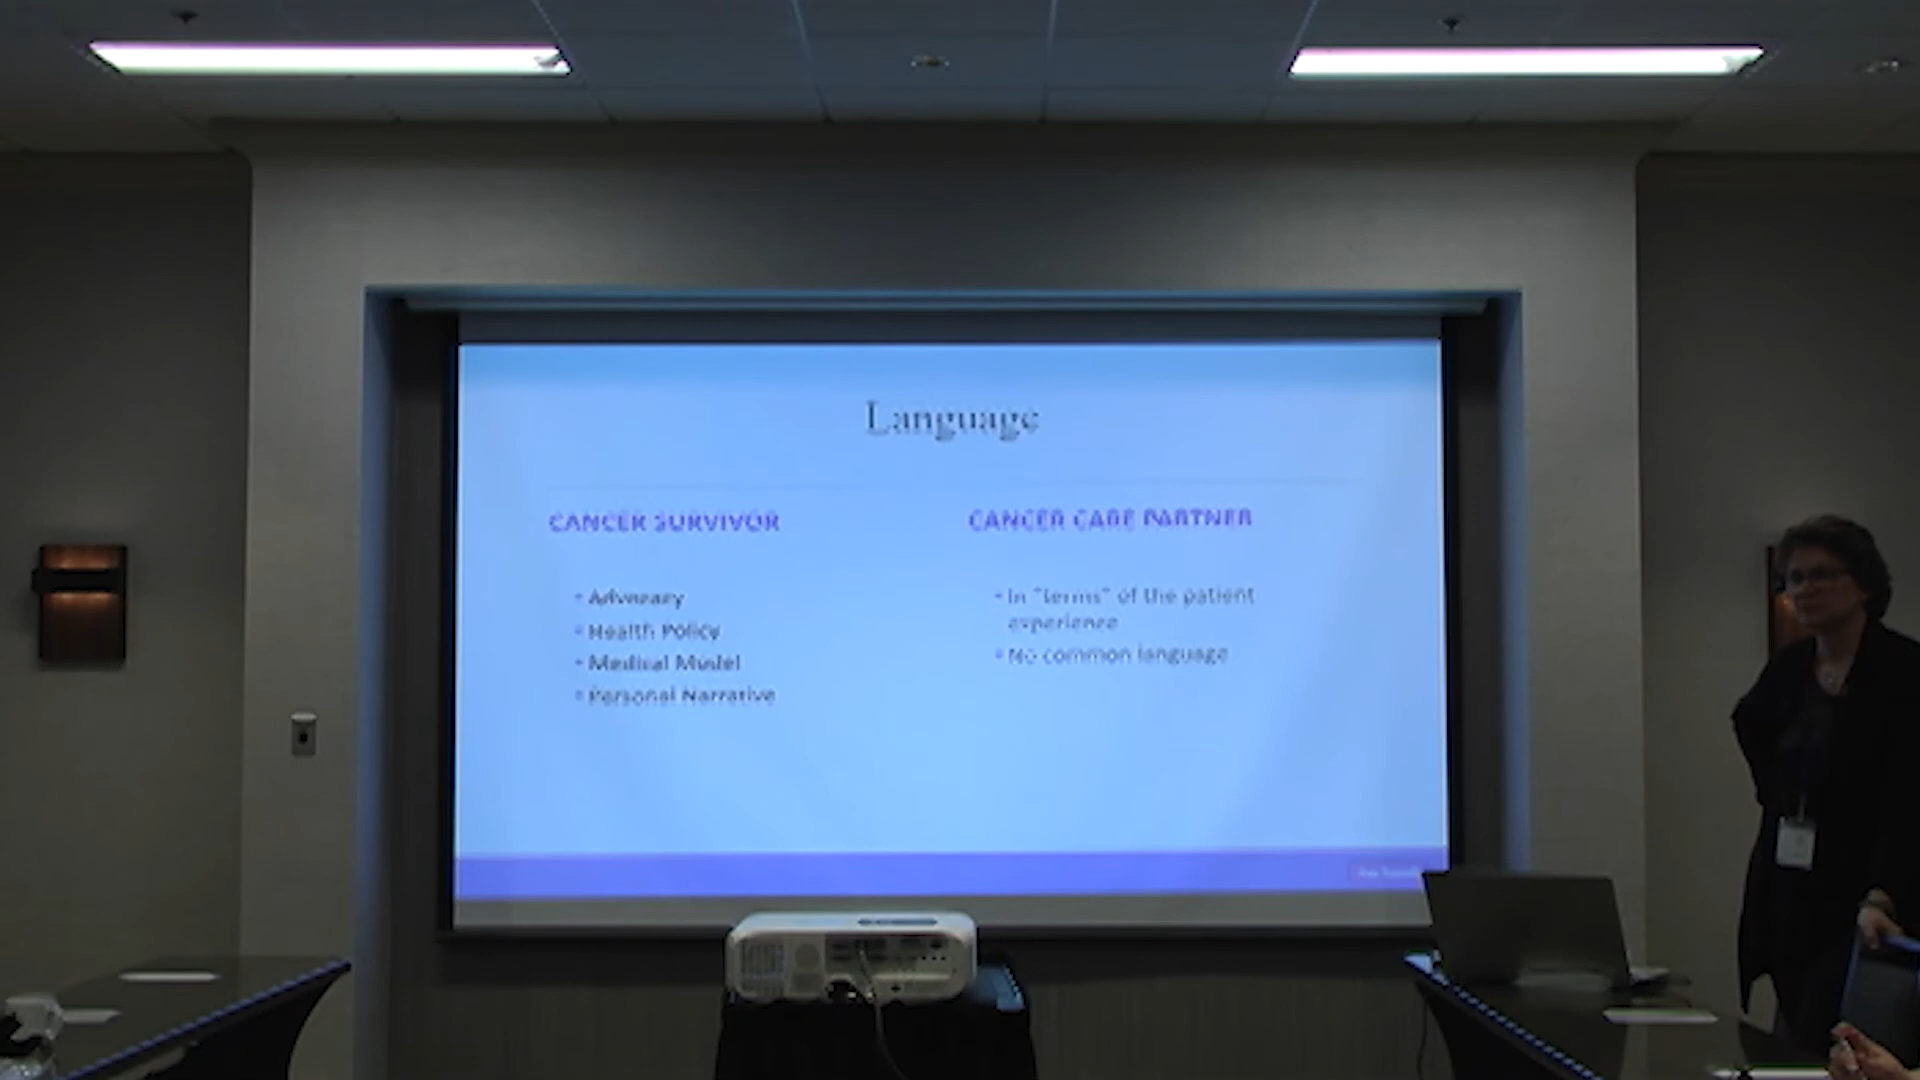 Language
CANCER SURVIVOR
CANCER CARE PARTNER
Advocacy
Health Policy
Medical Model
Personal Narrative
In "terms" of the patient
experience
No common language